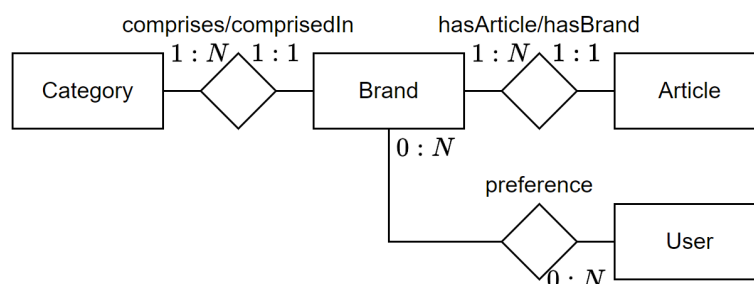 comprises/comprisedIn
hasArticle/hasBrand
1 : N
1 : 1
1 : N
1 : 1
Category
Brand
Article
0 : N
preference
User
0 : N